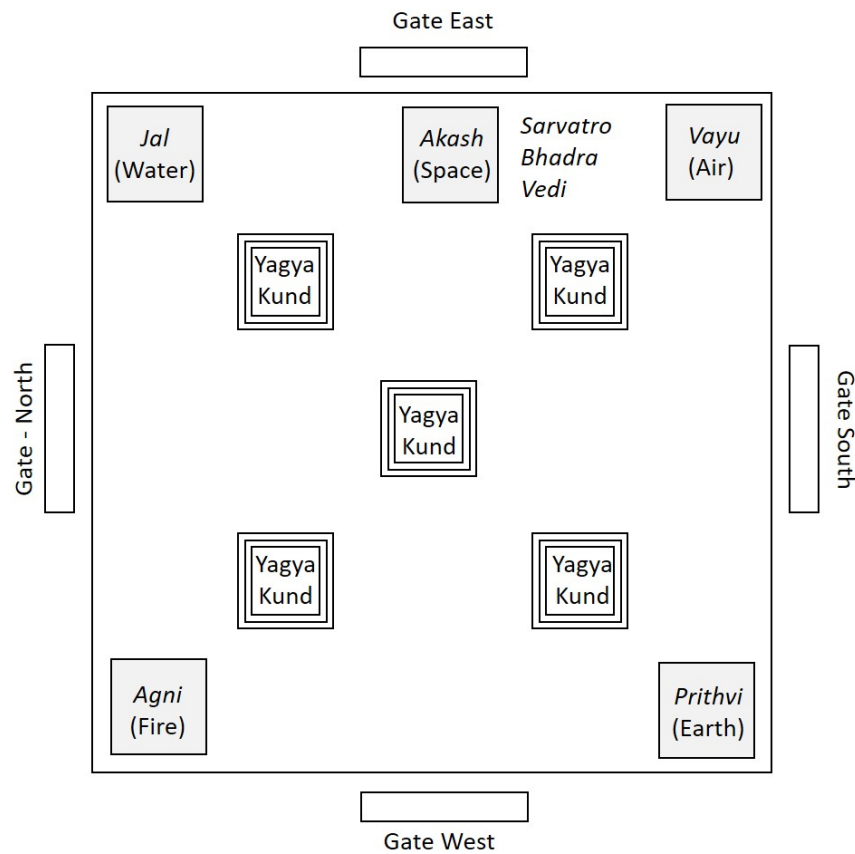 Gate East
Jal
(Water)
Akash
(Space)
Sarvatro
Bhadra
Vedi
Vayu
(Air)
Yagya
Kund
Yagya
Kund
Gate - North
Yagya
Kund
Gate South
Yagya
Kund
Yagya
Kund
Agni
(Fire)
Prithvi
(Earth)
Gate West